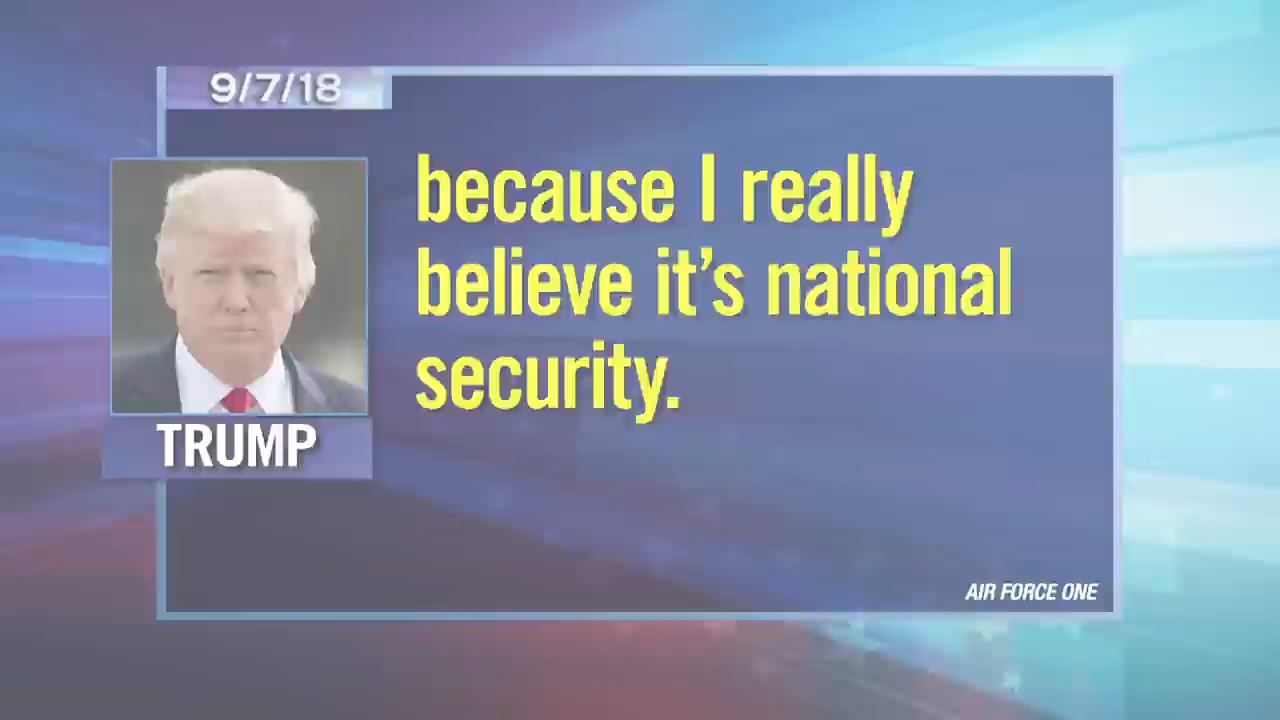 9/7/18
because I really
believe it's national
security.
TRUMP
AIR FORCE ONE